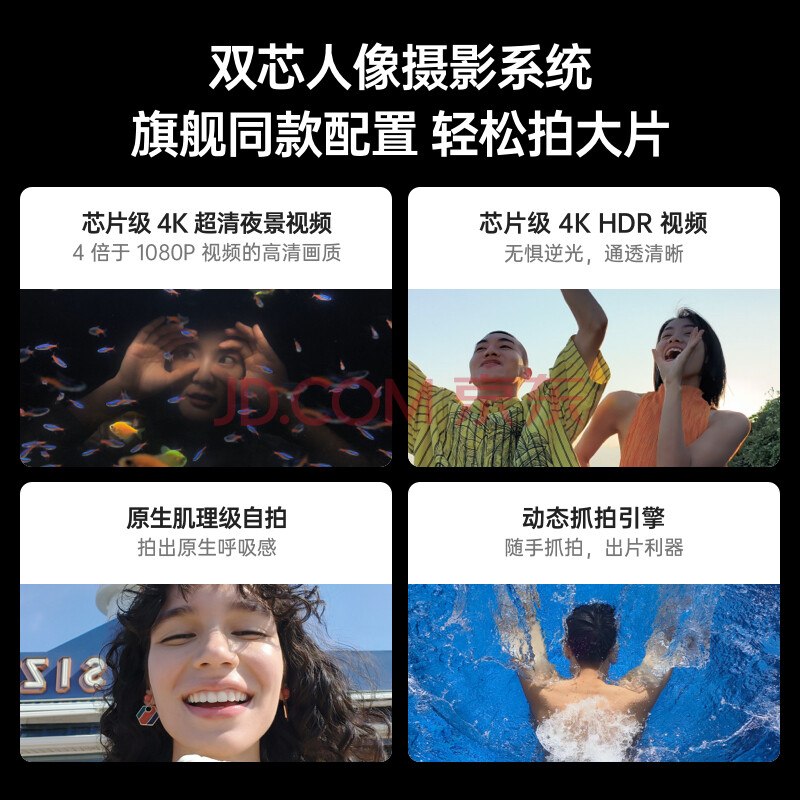 双芯人像摄影系统
旗舰同款配置 轻松拍大片
芯片级 4K 超清夜景视频
4 倍于 1080P 视频的高清画质
芯片级 4K HDR 视频
无惧逆光，通透清晰
JD.COM 京东
原生肌理级自拍
拍出原生呼吸感
动态抓拍引擎
随手抓拍，出片利器
SIZ